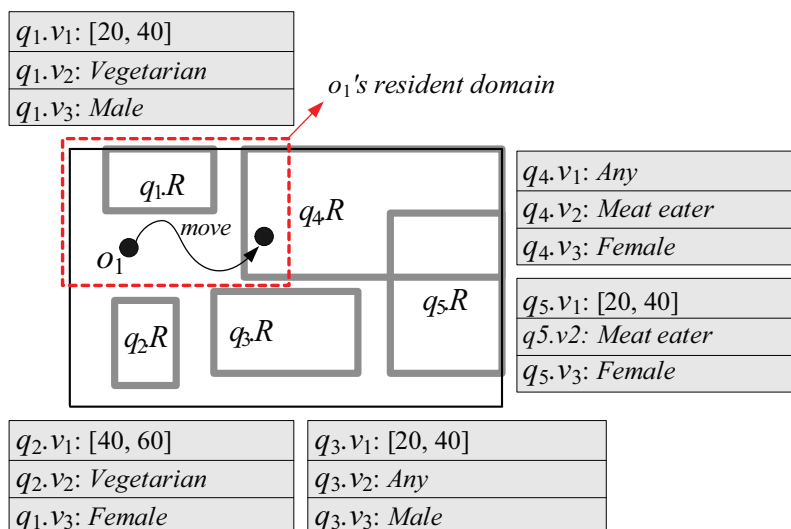 q₁.v₁: [20, 40]
q₁.v₂: Vegetarian
q₁.v₃: Male
o₁'s resident domain
q₁.R
q₄.R
move
o₁
q₂.R
q₃.R
q₅.R
q₄.v₁: Any
q₄.v₂: Meat eater
q₄.v₃: Female
q₅.v₁: [20, 40]
q5.v2: Meat eater
q₅.v₃: Female
q₂.v₁: [40, 60]
q₂.v₂: Vegetarian
q₁.v₃: Female
q₃.v₁: [20, 40]
q₃.v₂: Any
q₃.v₃: Male